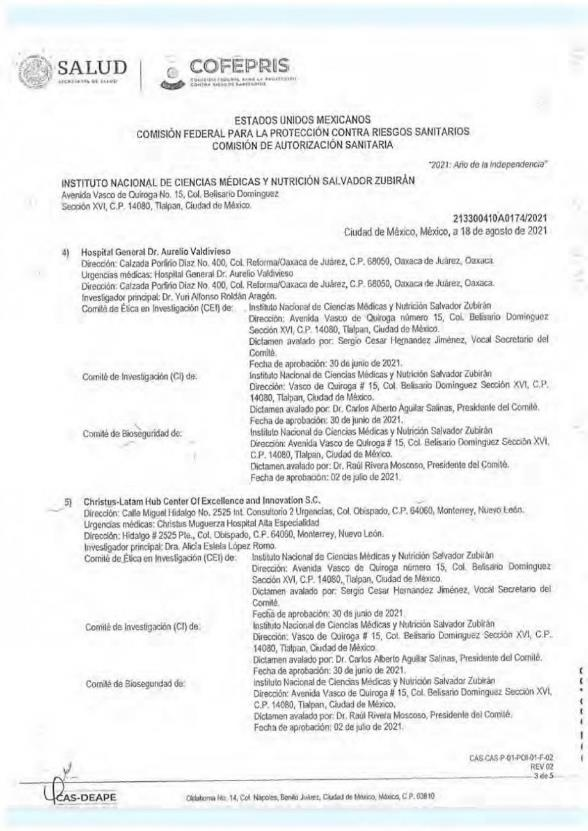 SALUD
SECRETARÍA DE SALUD
COFEPRIS
COMISIÓN FEDERAL PARA LA PROTECCIÓN
CONTRA RIESGOS SANITARIOS
ESTADOS UNIDOS MEXICANOS
COMISIÓN FEDERAL PARA LA PROTECCIÓN CONTRA RIESGOS SANITARIOS
COMISIÓN DE AUTORIZACIÓN SANITARIA
"2021: Año de la Independencia"
INSTITUTO NACIONAL DE CIENCIAS MÉDICAS Y NUTRICIÓN SALVADOR ZUBIRÁN
Avenida Vasco de Quiroga No. 15, Col. Belisario Domínguez
Sección XVI, C.P. 14080, Tlalpan, Ciudad de México.
213300410A0174/2021
Ciudad de México, México, a 18 de agosto de 2021
4) Hospital General Dr. Aurelio Valdivieso
Dirección: Calzada Porfirio Díaz No. 400, Col. Reforma/Oaxaca de Juárez, C.P. 68050, Oaxaca de Juárez, Oaxaca.
Urgencias médicas: Hospital General Dr. Aurelio Valdivieso
Dirección: Calzada Porfirio Díaz No. 400, Col. Reforma/Oaxaca de Juárez, C.P. 68050, Oaxaca de Juárez, Oaxaca.
Investigador principal: Dr. Yuri Alfonso Roldán Aragón.
Comité de Ética en Investigación (CEI) de: Instituto Nacional de Ciencias Médicas y Nutrición Salvador Zubirán
Dirección: Avenida Vasco de Quiroga número 15, Col. Belisario Domínguez
Sección XVI, C.P. 14080, Tlalpan, Ciudad de México.
Dictamen avalado por: Sergio Cesar Hernandez Jiménez, Vocal Secretario del
Comité.
Fecha de aprobación: 30 de junio de 2021.
Comité de Investigación (CI) de: Instituto Nacional de Ciencias Médicas y Nutrición Salvador Zubirán
Dirección: Vasco de Quiroga # 15, Col. Belisario Domínguez Sección XVI, C.P.
14080, Tlalpan, Ciudad de México.
Dictamen avalado por: Dr. Carlos Alberto Aguilar Salinas, Presidente del Comité.
Fecha de aprobación: 30 de junio de 2021.
Comité de Bioseguridad de: Instituto Nacional de Ciencias Médicas y Nutrición Salvador Zubirán
Dirección: Avenida Vasco de Quiroga # 15, Col. Belisario Domínguez Sección XVI,
C.P. 14080, Tlalpan, Ciudad de México.
Dictamen avalado por: Dr. Raúl Rivera Moscoso, Presidente del Comité.
Fecha de aprobación: 02 de julio de 2021.
5) Christus-Latam Hub Center Of Excellence and Innovation S.C.
Dirección: Calle Miguel Hidalgo No. 2525 Int. Consultorio 2 Urgencias, Col. Obispado, C.P. 64060, Monterrey, Nuevo León.
Urgencias médicas: Christus Muguerza Hospital Alta Especialidad
Dirección: Hidalgo # 2525 Pte., Col. Obispado, C.P. 64060, Monterrey, Nuevo León.
Investigador principal: Dra. Alicia Estela López Romo.
Comité de Ética en Investigación (CEI) de: Instituto Nacional de Ciencias Médicas y Nutrición Salvador Zubirán
Dirección: Avenida Vasco de Quiroga número 15, Col. Belisario Domínguez
Sección XVI, C.P. 14080, Tlalpan, Ciudad de México.
Dictamen avalado por: Sergio Cesar Hernandez Jiménez, Vocal Secretario del
Comité.
Fecha de aprobación: 30 de junio de 2021.
Comité de Investigación (CI) de: Instituto Nacional de Ciencias Médicas y Nutrición Salvador Zubirán
Dirección: Vasco de Quiroga # 15, Col. Belisario Domínguez Sección XVI, C.P.
14080, Tlalpan, Ciudad de México.
Dictamen avalado por: Dr. Carlos Alberto Aguilar Salinas, Presidente del Comité.
Fecha de aprobación: 30 de junio de 2021.
Comité de Bioseguridad de: Instituto Nacional de Ciencias Médicas y Nutrición Salvador Zubirán
Dirección: Avenida Vasco de Quiroga # 15, Col. Belisario Domínguez Sección XVI,
C.P. 14080, Tlalpan, Ciudad de México.
Dictamen avalado por: Dr. Raúl Rivera Moscoso, Presidente del Comité.
Fecha de aprobación: 02 de julio de 2021.
CAS-CAS-P-01-POI-01-F-02
REV 02
3 de 5
CAS-DEAPE
Oklahoma No. 14, Col. Nápoles, Benito Juárez, Ciudad de México, México, C.P. 03810